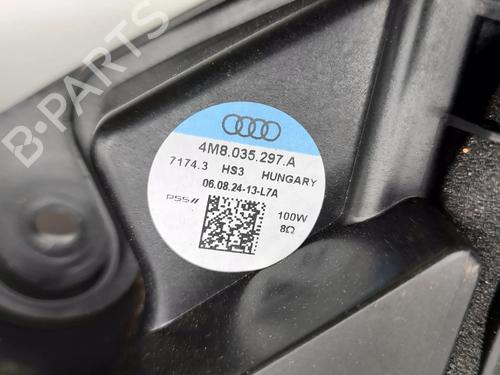 B-PARTS
4M8.035.297.A
7174.3 HS3 HUNGARY
06.08.24-13-L7A
PSS// 100W
8Ω